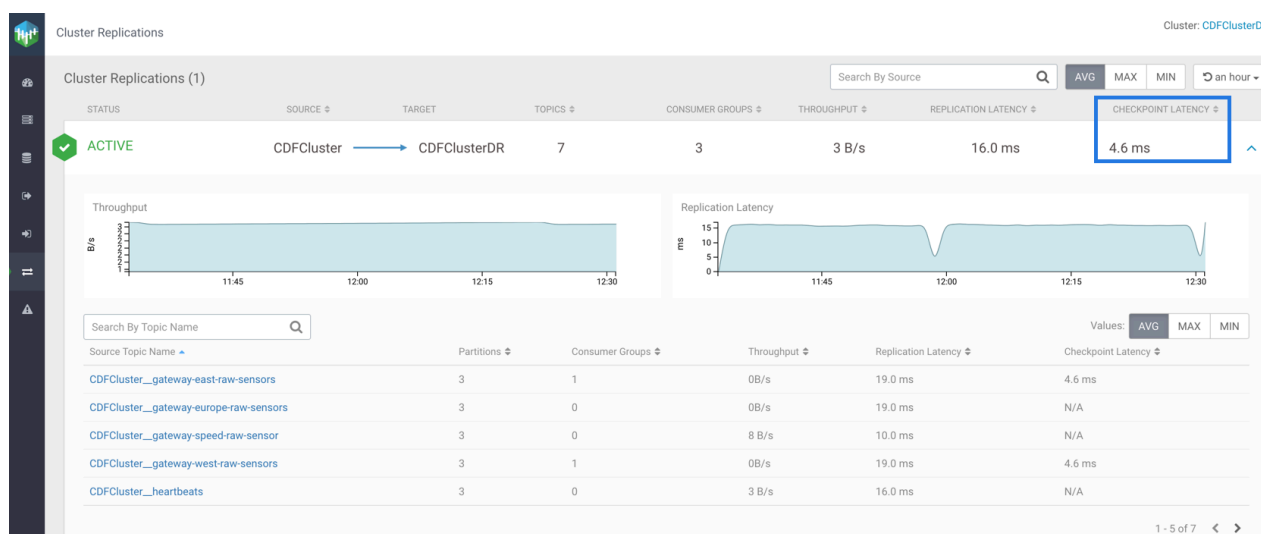 Cluster Replications
Cluster: CDFClusterD
Cluster Replications (1)
Search By Source
AVG MAX MIN
an hour
STATUS SOURCE TARGET TOPICS CONSUMER GROUPS THROUGHPUT REPLICATION LATENCY CHECKPOINT LATENCY
ACTIVE CDFCluster CDFClusterDR 7 3 3 B/s 16.0 ms 4.6 ms
Throughput
B/s
3
2
2
2
2
1
11:45 12:00 12:15 12:30
Replication Latency
ms
15
10
5
0
11:45 12:00 12:15 12:30
Search By Topic Name
Values: AVG MAX MIN
Source Topic Name Partitions Consumer Groups Throughput Replication Latency Checkpoint Latency
CDFCluster__gateway-east-raw-sensors 3 1 0B/s 19.0 ms 4.6 ms
CDFCluster__gateway-europe-raw-sensors 3 0 0B/s 19.0 ms N/A
CDFCluster__gateway-speed-raw-sensor 3 0 8 B/s 10.0 ms N/A
CDFCluster__gateway-west-raw-sensors 3 1 0B/s 19.0 ms 4.6 ms
CDFCluster__heartbeats 3 0 3 B/s 16.0 ms N/A
1 - 5 of 7